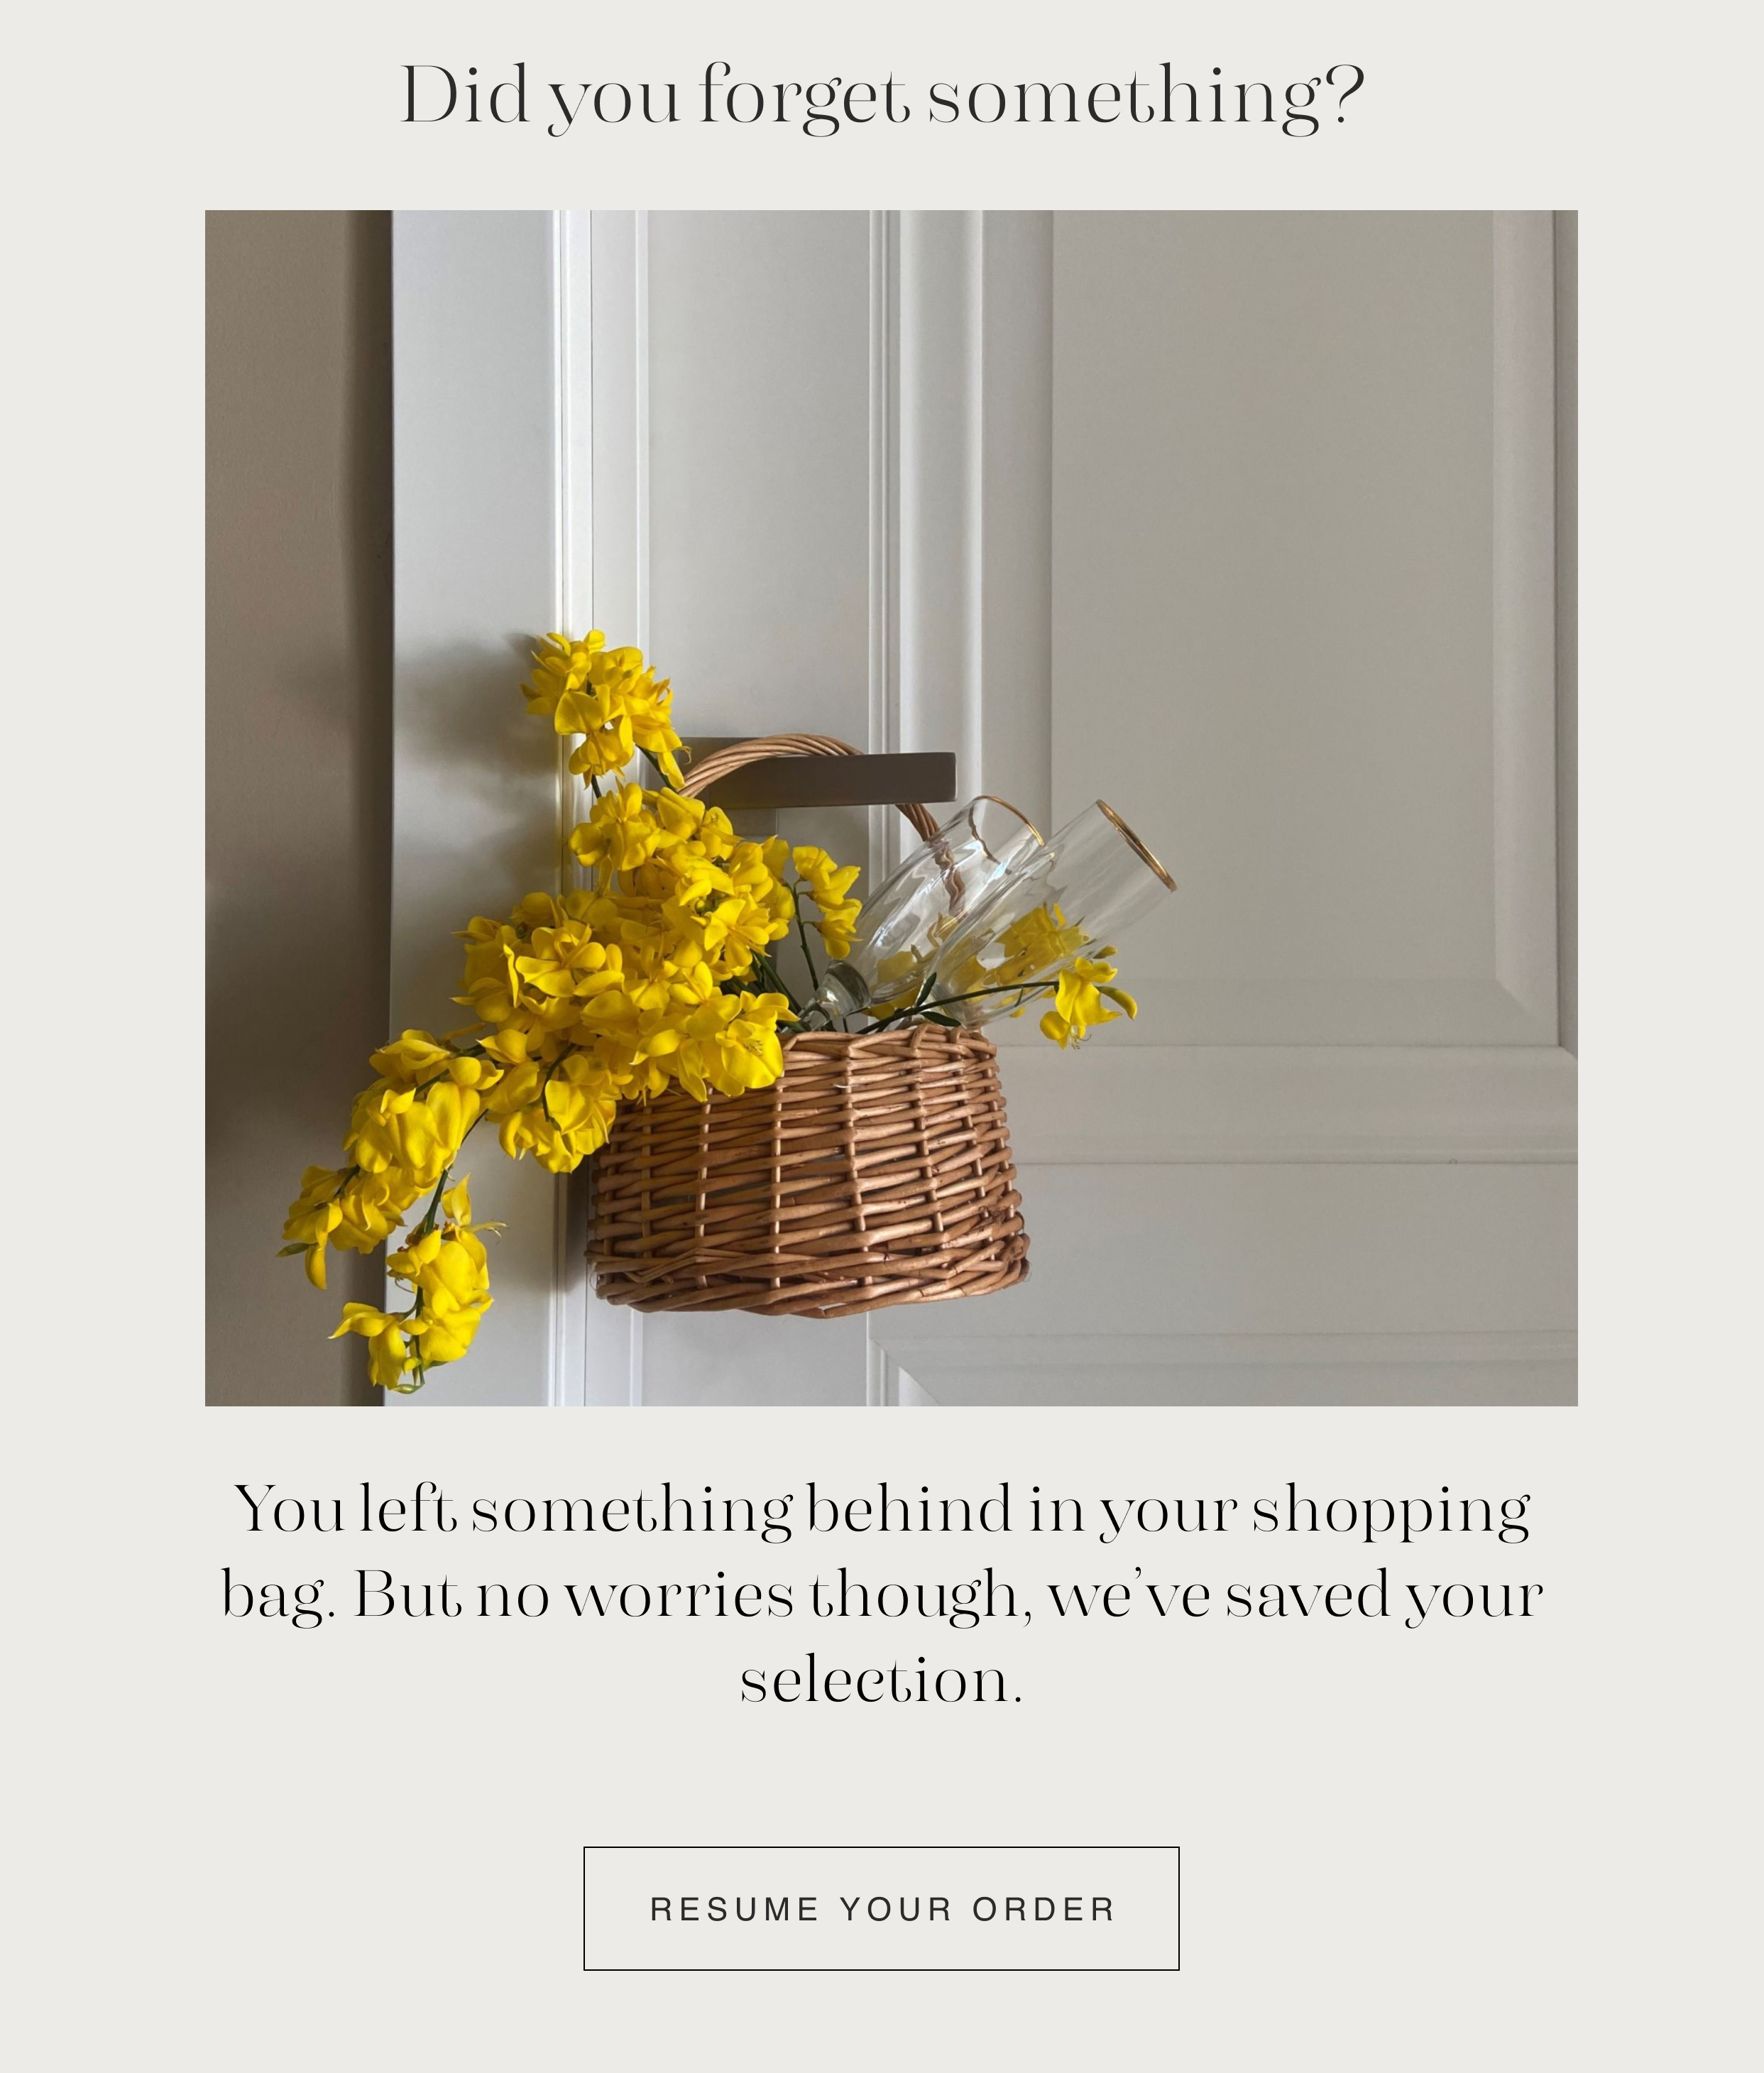 Did you forget something?
You left something behind in your shopping
bag. But no worries though, we’ve saved your
selection.
RESUME YOUR ORDER